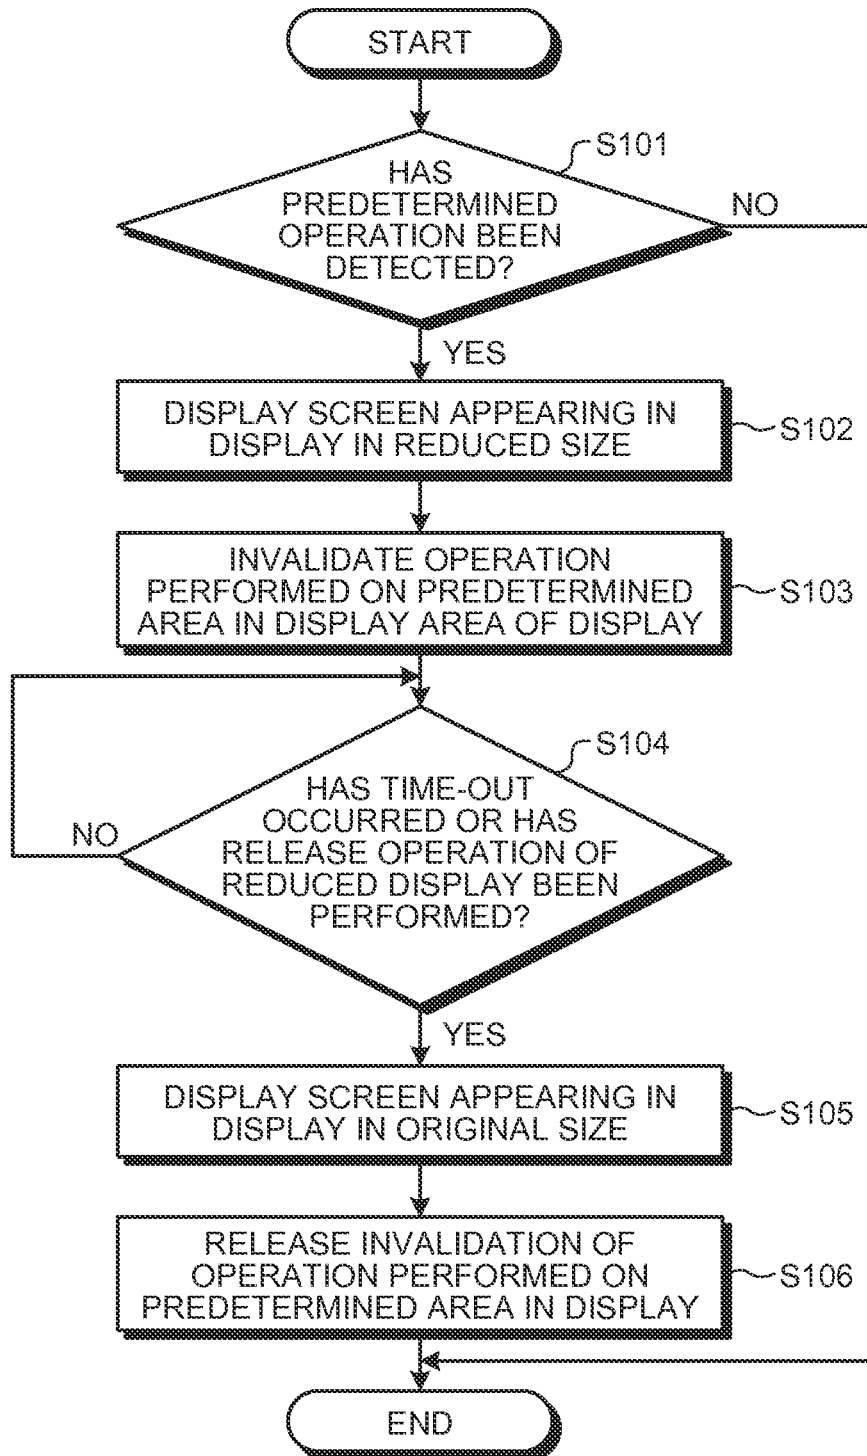 START
S101
HAS
PREDETERMINED
OPERATION BEEN
DETECTED?
NO
YES
DISPLAY SCREEN APPEARING IN
DISPLAY IN REDUCED SIZE
S102
INVALIDATE OPERATION
PERFORMED ON PREDETERMINED
AREA IN DISPLAY AREA OF DISPLAY
S103
S104
HAS TIME-OUT
OCCURRED OR HAS
RELEASE OPERATION OF
REDUCED DISPLAY BEEN
PERFORMED?
NO
YES
DISPLAY SCREEN APPEARING IN
DISPLAY IN ORIGINAL SIZE
S105
RELEASE INVALIDATION OF
OPERATION PERFORMED ON
PREDETERMINED AREA IN DISPLAY
S106
END